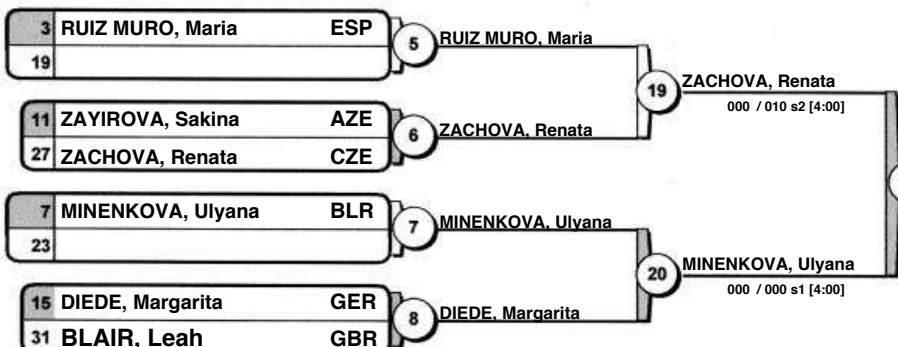 3 RUIZ MURO, Maria ESP
19
5
RUIZ MURO, Maria
11 ZAYIROVA, Sakina AZE
27 ZACHOVA, Renata CZE
6
ZACHOVA, Renata
19
ZACHOVA, Renata
000 / 010 s2 [4:00]
7 MINENKOVA, Ulyana BLR
23
7
MINENKOVA, Ulyana
15 DIEDE, Margarita GER
31 BLAIR, Leah GBR
8
DIEDE, Margarita
20
MINENKOVA, Ulyana
000 / 000 s1 [4:00]